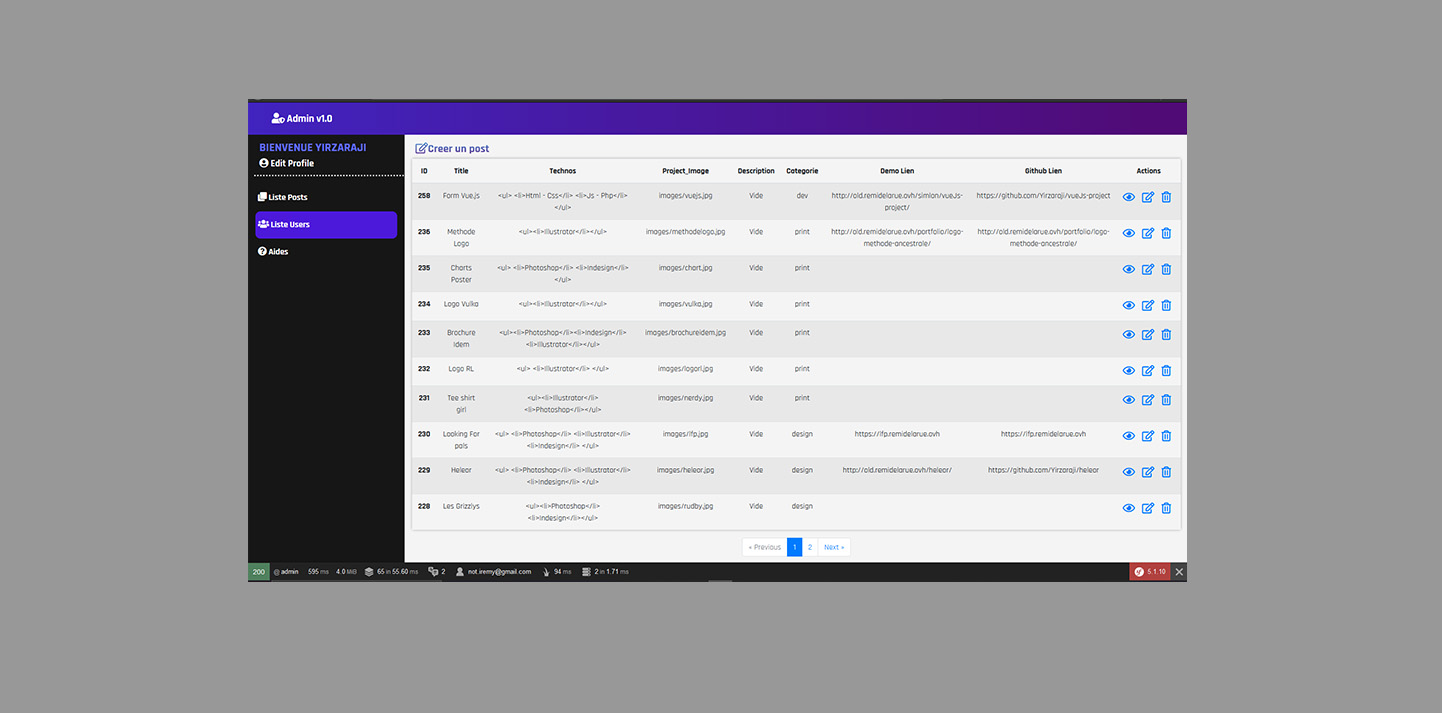 Admin v1.0
BIENVENUE YIRZARAJI
Edit Profile
Liste Posts
Liste Users
Aides
Creer un post
ID Title Technos Project_Image Description Categorie Demo Lien Github Lien Actions
258 Form Vue.js <ul> <li>Html - Css</li> <li>Js - Php</li> images/vuejs.jpg Vide dev http://old.remidelarue.ovh/simlon/vueJs- https://github.com/Yirzaraji/vueJs-project
</ul> project/
236 Methode <ul><li>Illustrator</li></ul> images/methodelogo.jpg Vide print http://old.remidelarue.ovh/portfolio/logo- http://old.remidelarue.ovh/portfolio/logo-
Logo methode-ancestrale/ methode-ancestrale/
235 Charts <ul> <li>Photoshop</li> <li>Indesign</li> images/chart.jpg Vide print
Poster </ul>
234 Logo Vulka <ul><li>Illustrator</li></ul> images/vulka.jpg Vide print
233 Brochure <ul><li>Photoshop</li><li>Indesign</li> images/brochureidem.jpg Vide print
Idem <li>Illustrator</li></ul>
232 Logo RL <ul> <li>Illustrator</li> </ul> images/logorl.jpg Vide print
231 Tee shirt <ul><li>Illustrator</li> images/nerdy.jpg Vide print
girl <li>Photoshop</li></ul>
230 Looking For <ul> <li>Photoshop</li> <li>Illustrator</li> images/lfp.jpg Vide design https://lfp.remidelarue.ovh https://lfp.remidelarue.ovh
pals <li>Indesign</li> </ul>
229 Heleor <ul> <li>Photoshop</li> <li>Illustrator</li> images/heleor.jpg Vide design http://old.remidelarue.ovh/heleor/ https://github.com/Yirzaraji/heleor
<li>Indesign</li> </ul>
228 Les Grizzlys <ul><li>Photoshop</li> images/rudby.jpg Vide design
<li>Indesign</li></ul>
« Previous 1 2 Next »
200 @ admin 595 ms 4.0 MiB 65 in 55.60 ms 2 not.iremy@gmail.com 94 ms 2 in 1.71 ms 5.1.10